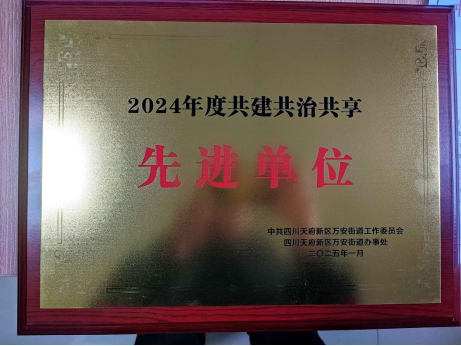 2024年度共建共治共享
先进单位
中共四川天府新区万安街道工作委员会
四川天府新区万安街道办事处
二〇二五年一月